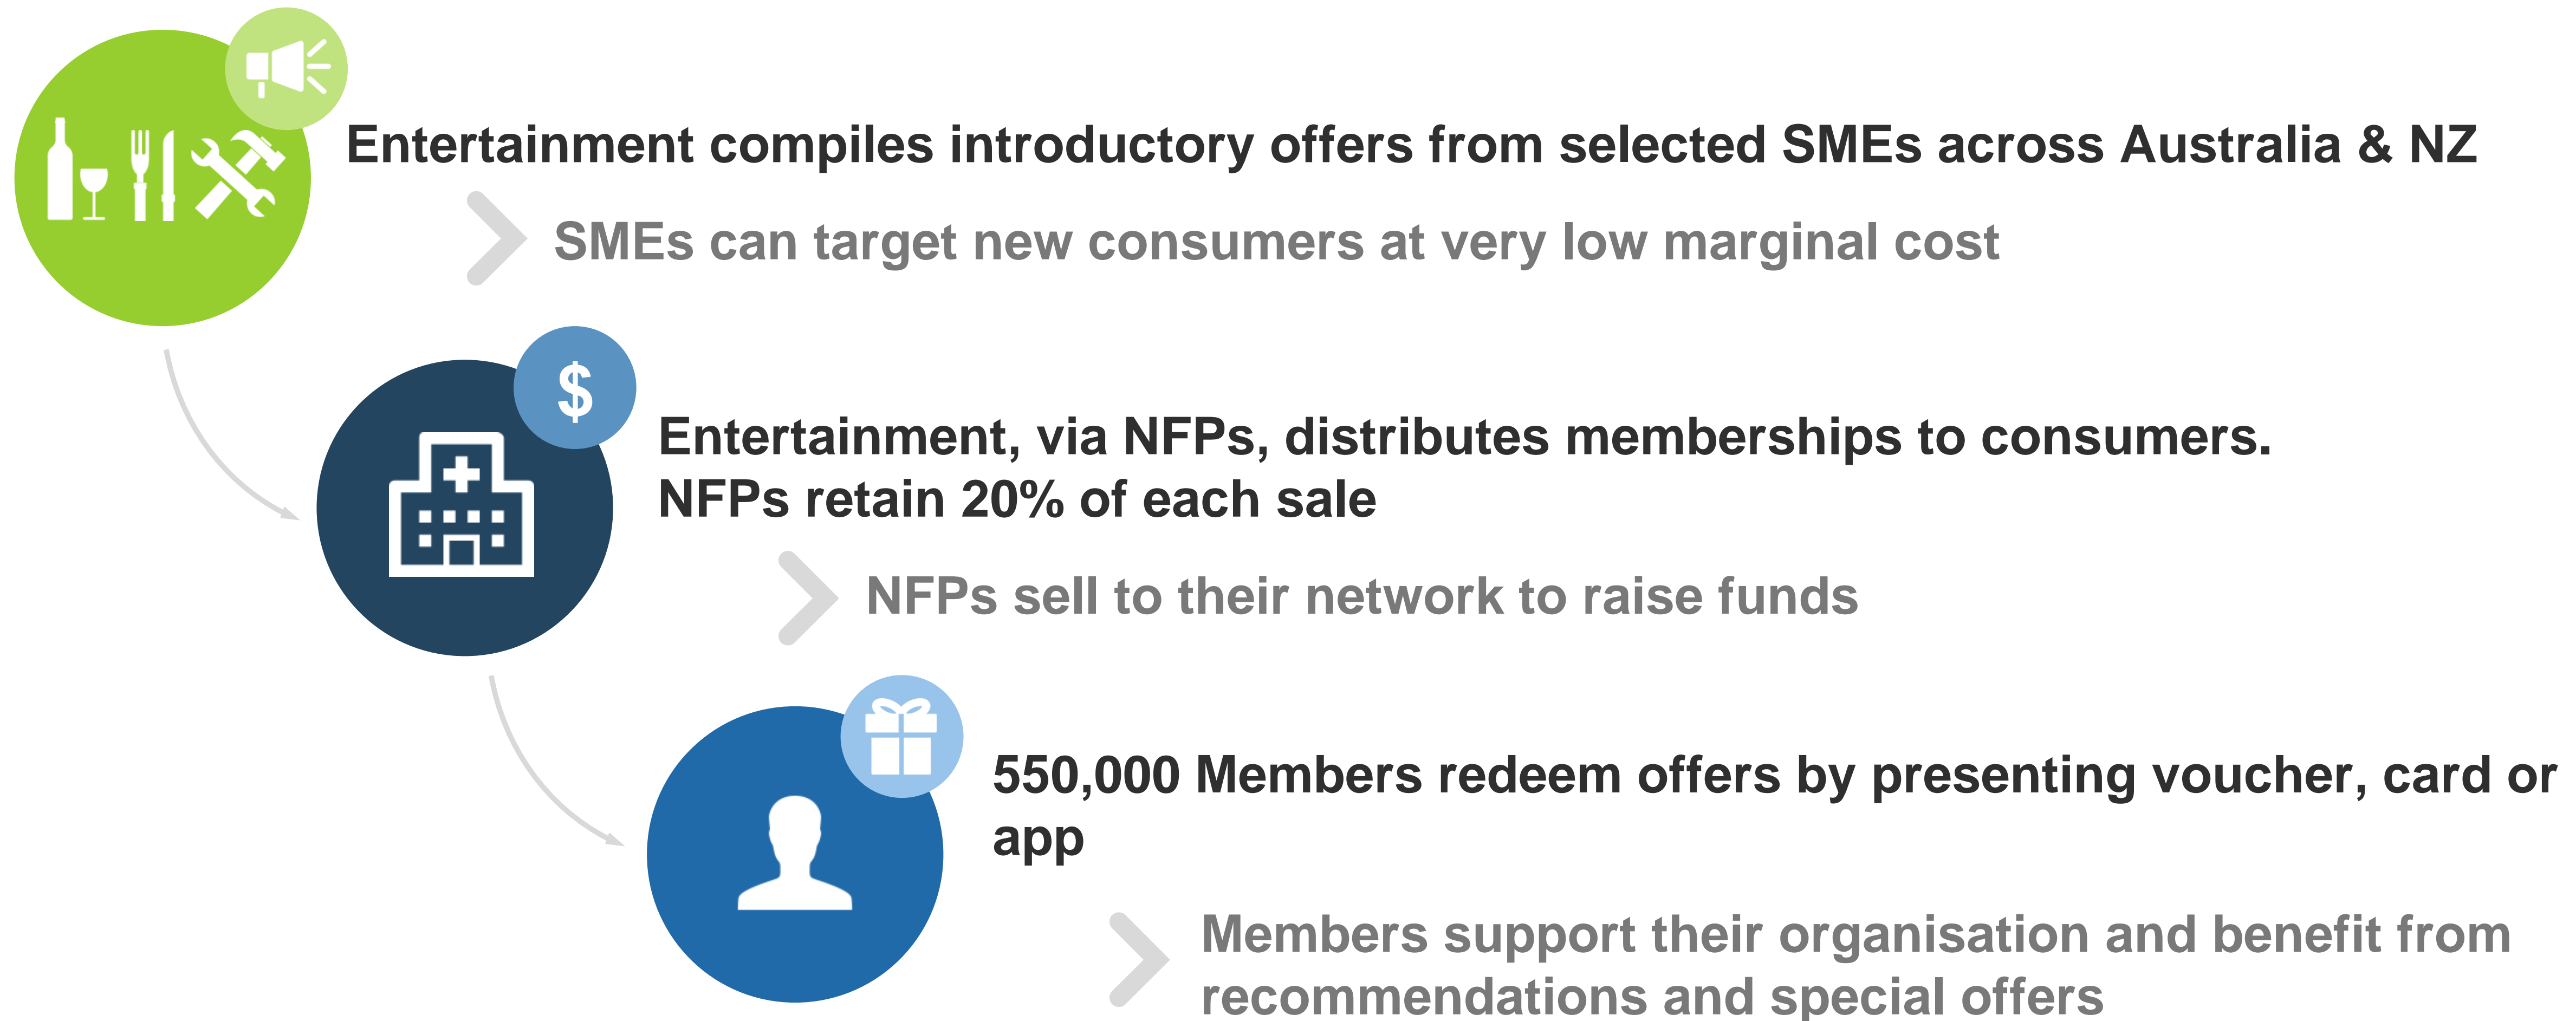 Entertainment compiles introductory offers from selected SMEs across Australia & NZ
SMEs can target new consumers at very low marginal cost
$
Entertainment, via NFPs, distributes memberships to consumers.
NFPs retain 20% of each sale
NFPs sell to their network to raise funds
550,000 Members redeem offers by presenting voucher, card or
app
Members support their organisation and benefit from
recommendations and special offers